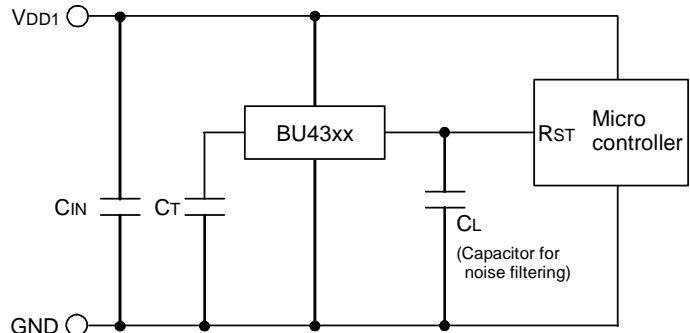 VDD1
BU43xx
RST
Micro
controller
CIN
CT
CL
(Capacitor for
noise filtering)
GND